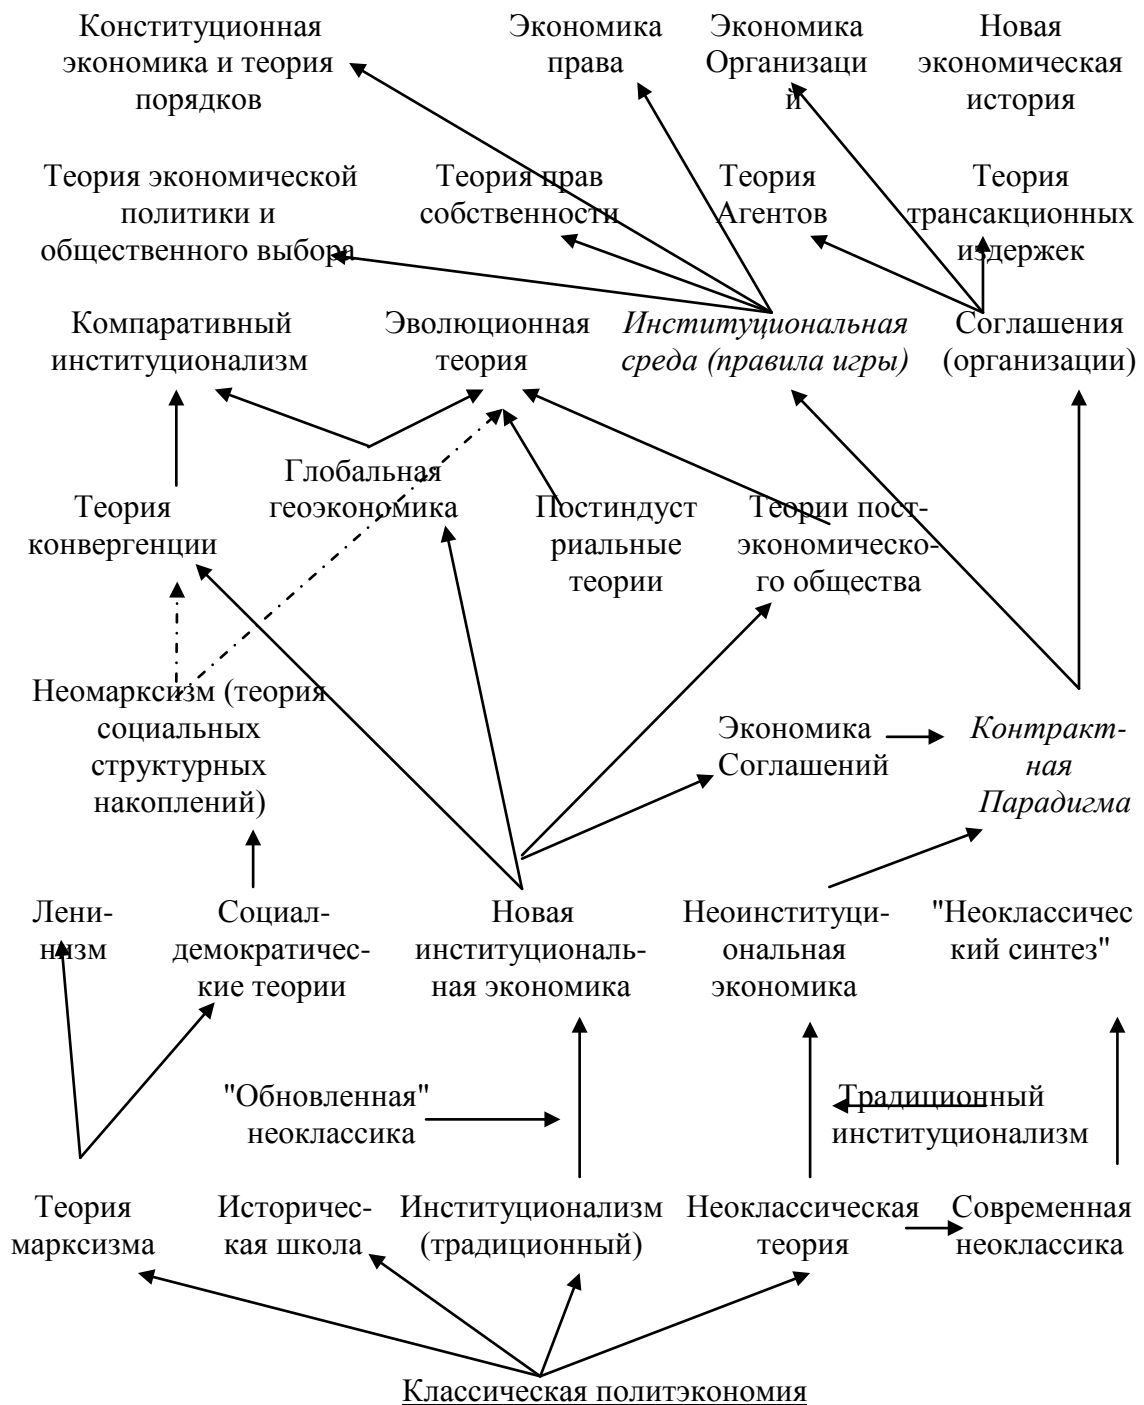 Конституционная
экономика и теория
порядков
Экономика
права
Экономика
Организаци
й
Новая
экономическая
история
Теория экономической
политики и
общественного выбора
Теория прав
собственности
Теория
Агентов
Теория
трансакционных
издержек
Компаративный
институционализм
Эволюционная
теория
Институциональная
среда (правила игры)
Соглашения
(организации)
Глобальная
геоэкономика
Теория
конвергенции
Постиндуст
риальные
теории
Теории пост-
экономическо-
го общества
Неомарксизм (теория
социальных
структурных
накоплений)
Экономика
Соглашений
Контракт-
ная
Парадигма
Лени-
низм
Социал-
демократичес-
кие теории
Новая
институциональ-
ная экономика
Неоинституци-
ональная
экономика
"Неоклассичес
кий синтез"
"Обновленная"
неоклассика
Традиционный
институционализм
Теория
марксизма
Историчес-
кая школа
Институционализм
(традиционный)
Неоклассическая
теория
Современная
неоклассика
Классическая политэкономия